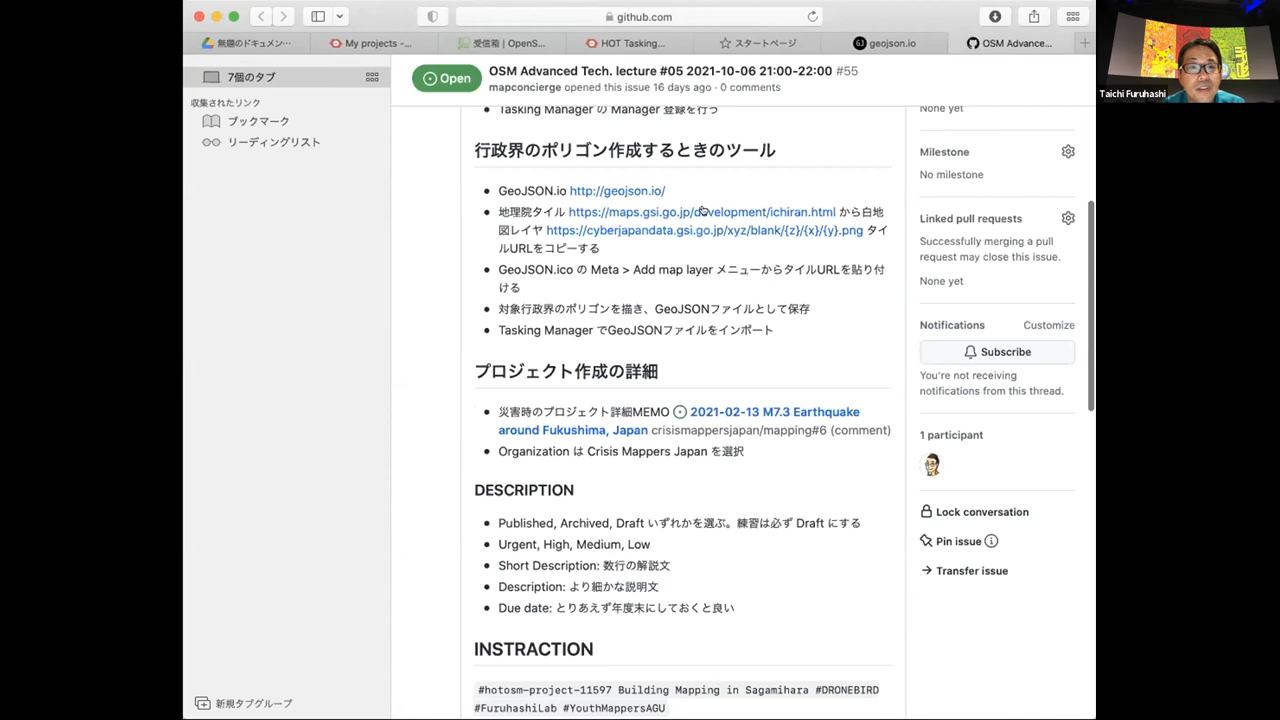 github.com
無題のドキュメン…
My projects -…
受信箱 | OpenS…
HOT Tasking…
スタートページ
geojson.io
OSM Advance…
7個のタブ
収集されたリンク
ブックマーク
リーディングリスト
新規タブグループ
Open
OSM Advanced Tech. lecture #05 2021-10-06 21:00-22:00 #55
mapconcierge opened this issue 16 days ago · 0 comments
Tasking Manager の Manager 登録を行う
行政界のポリゴン作成するときのツール
GeoJSON.io http://geojson.io/
地理院タイル https://maps.gsi.go.jp/development/ichiran.html から白地
図レイヤ https://cyberjapandata.gsi.go.jp/xyz/blank/{z}/{x}/{y}.png タイ
ルURLをコピーする
GeoJSON.ico の Meta > Add map layer メニューからタイルURLを貼り付
ける
対象行政界のポリゴンを描き、GeoJSONファイルとして保存
Tasking Manager でGeoJSONファイルをインポート
プロジェクト作成の詳細
災害時のプロジェクト詳細MEMO 2021-02-13 M7.3 Earthquake
around Fukushima, Japan crisismappersjapan/mapping#6 (comment)
Organization は Crisis Mappers Japan を選択
DESCRIPTION
Published, Archived, Draft いずれかを選ぶ。練習は必ず Draft にする
Urgent, High, Medium, Low
Short Description: 数行の解説文
Description: より細かな説明文
Due date: とりあえず年度末にしておくと良い
INSTRACTION
#hotosm-project-11597 Building Mapping in Sagamihara #DRONEBIRD
#FuruhashiLab #YouthMappersAGU
None yet
Milestone
No milestone
Linked pull requests
Successfully merging a pull
request may close this issue.
None yet
Notifications Customize
Subscribe
You're not receiving
notifications from this thread.
1 participant
Lock conversation
Pin issue
Transfer issue
Taichi Furuhashi